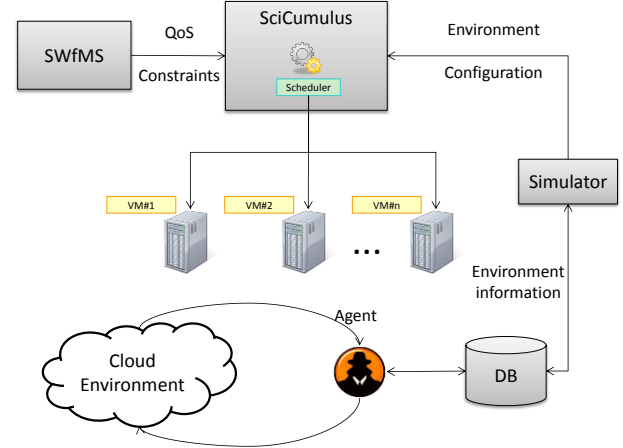 SciCumulus
SWfMS
QoS
Constraints
Scheduler
Environment
Configuration
VM#1
VM#2
VM#n
...
Simulator
Environment
information
Agent
Cloud
Environment
DB